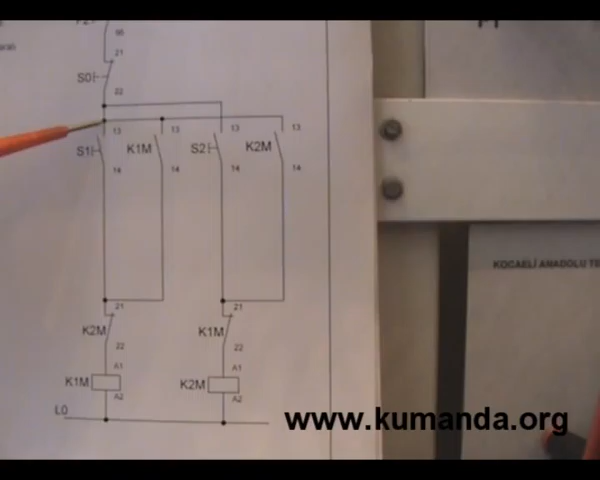 21
S0
22
13
13
13
13
S1
K1M
S2
K2M
14
14
14
14
21
21
K2M
K1M
22
22
A1
A1
K1M
K2M
A2
A2
L0
KOCAELİ ANADOLU TE
www.kumanda.org